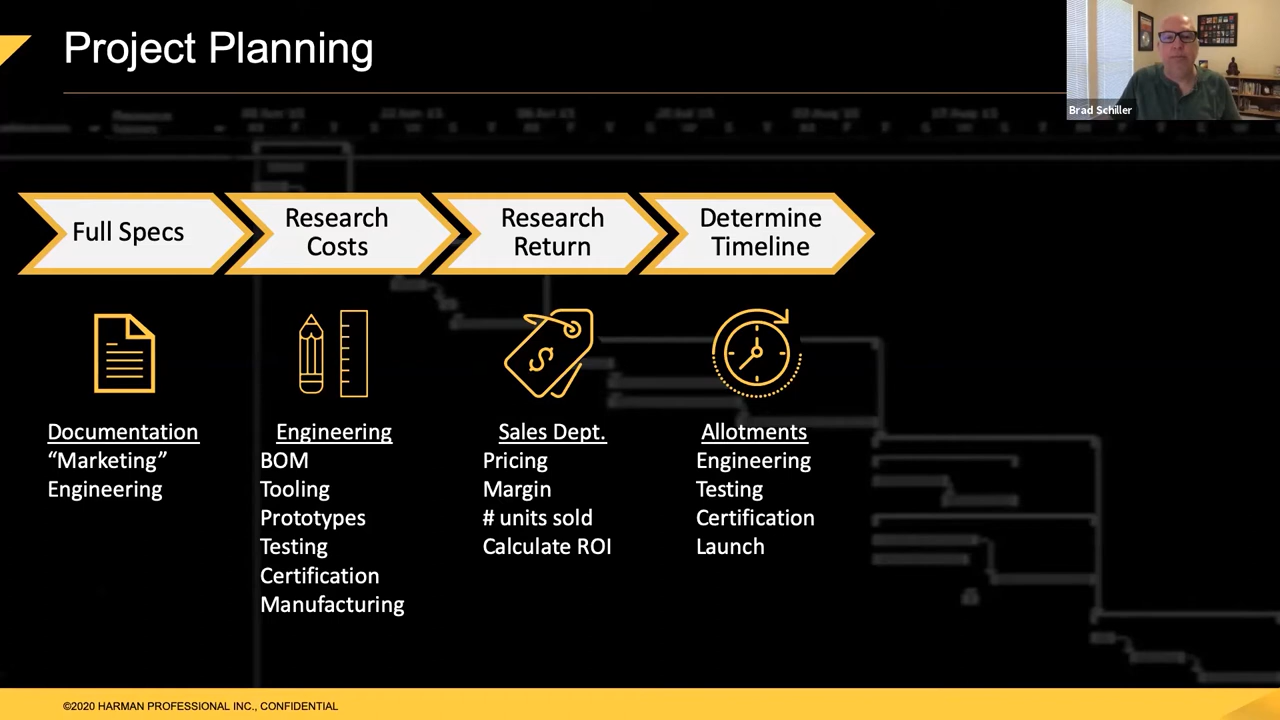 Project Planning
Brad Schiller
Full Specs
Research
Costs
Research
Return
Determine
Timeline
Documentation
“Marketing”
Engineering
Engineering
BOM
Tooling
Prototypes
Testing
Certification
Manufacturing
$
Sales Dept.
Pricing
Margin
# units sold
Calculate ROI
Allotments
Engineering
Testing
Certification
Launch
©2020 HARMAN PROFESSIONAL INC., CONFIDENTIAL